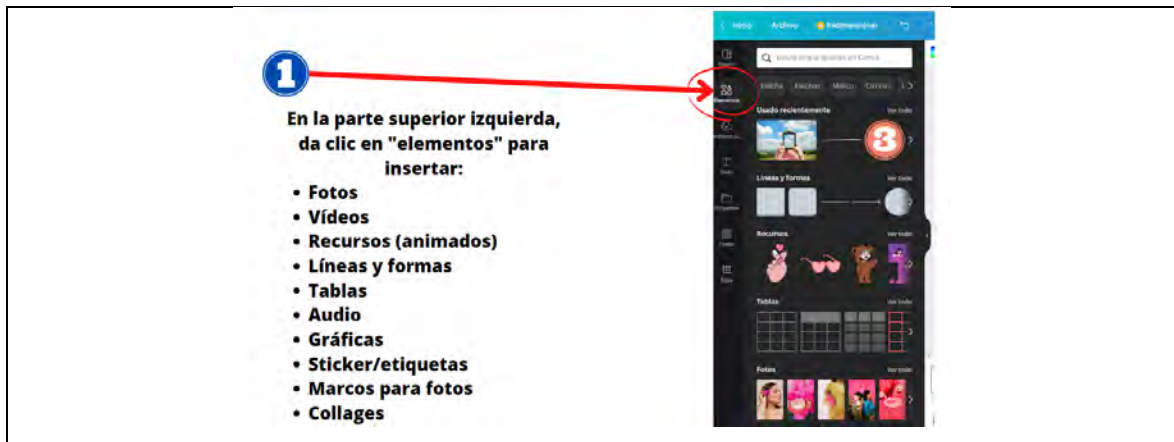 Inicio Archivo Redimensionar
1
En la parte superior izquierda,
da clic en "elementos" para
insertar:
• Fotos
• Vídeos
• Recursos (animados)
• Líneas y formas
• Tablas
• Audio
• Gráficas
• Sticker/etiquetas
• Marcos para fotos
• Collages
Elementos
Texto
Usado recientemente Ver todo
3
Líneas y formas Ver todo
Recursos Ver todo
Tablas Ver todo
Fotos Ver todo